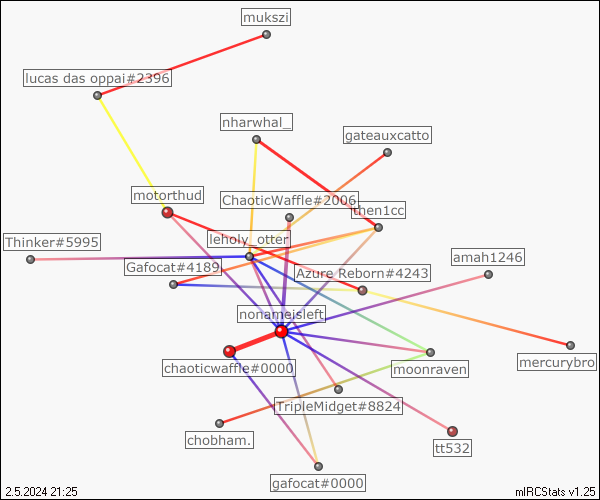 mukszi
lucas das oppai#2396
nharwhal_
gateauxcatto
motorthud
ChaoticWaffle#2006
then1cc
leholy_otter
Thinker#5995
Gafocat#4189
Azure Reborn#4243
amah1246
nonameisleft
chaoticwaffle#0000
moonraven
mercurybro
TripleMidget#8824
chobham.
tt532
gafocat#0000
2.5.2024 21:25
mIRCStats v1.25